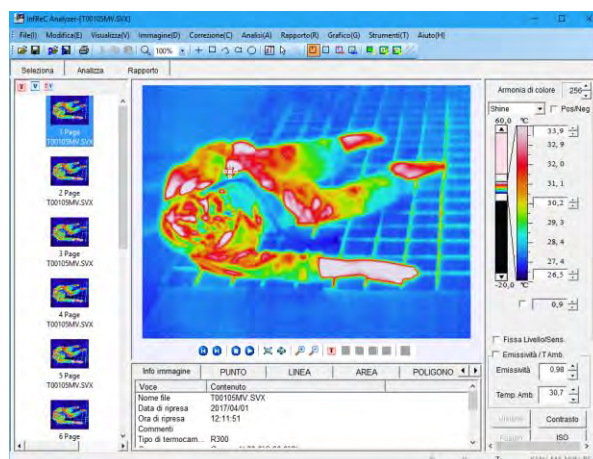 InfReC Analyzer-[T00105MV.SVX]
File(I) Modifica(E) Visualizza(V) Immagine(D) Correzione(C) Analisi(A) Rapporto(R) Grafico(G) Strumenti(T) Aiuto(H)
100%
Seleziona Analizza Rapporto
1 Page
T00105MV.SVX
2 Page
T00105MV.SVX
3 Page
T00105MV.SVX
4 Page
T00105MV.SVX
5 Page
T00105MV.SVX
6 Page
Armonia di colore 256
Shine Pos/Neg
60,0 °C °C
33,9
32,9
32,0
31,1
30,2
29,3
28,4
27,4
26,5
-20,0
0,9
Fissa Livello/Sens.
Emissività / T.Amb.
Emissività 0,98
Temp. Amb 30,7
Contrasto
ISO
Info immagine PUNTO LINEA AREA POLIGONO
Voce Contenuto
Nome file T00105MV.SVX
Data di ripresa 2017/04/01
Ora di ripresa 12:11:51
Commenti
Tipo di termocam... R300